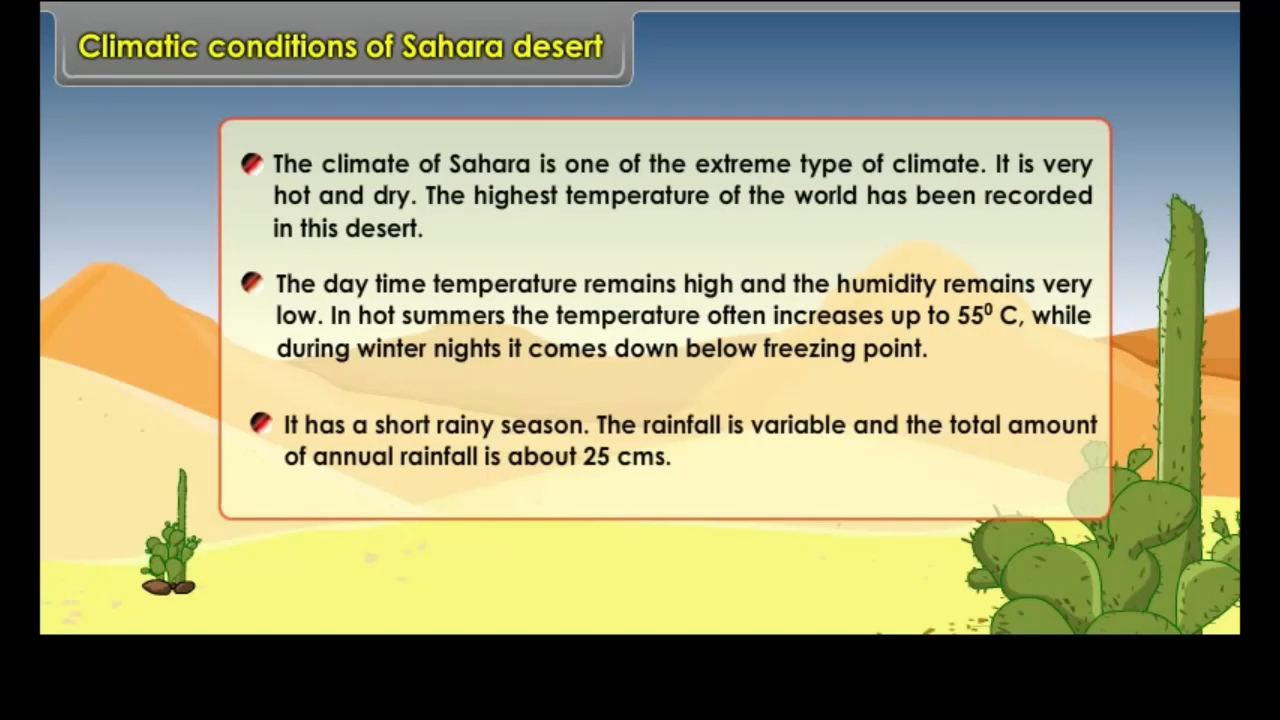 Climatic conditions of Sahara desert
The climate of Sahara is one of the extreme type of climate. It is very
hot and dry. The highest temperature of the world has been recorded
in this desert.
The day time temperature remains high and the humidity remains very
low. In hot summers the temperature often increases up to 55⁰ C, while
during winter nights it comes down below freezing point.
It has a short rainy season. The rainfall is variable and the total amount
of annual rainfall is about 25 cms.